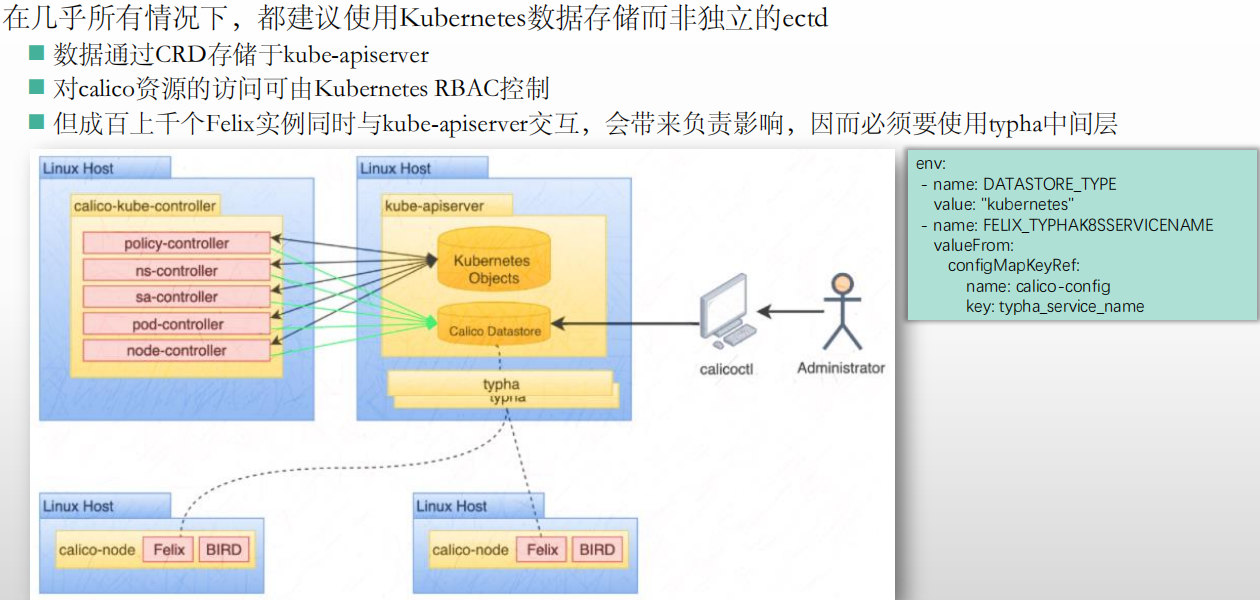 在几乎所有情况下，都建议使用Kubernetes数据存储而非独立的ectd
数据通过CRD存储于kube-apiserver
对calico资源的访问可由Kubernetes RBAC控制
但成百上千个Felix实例同时与kube-apiserver交互，会带来负责影响，因而必须要使用typha中间层
Linux Host
calico-kube-controller
policy-controller
ns-controller
sa-controller
pod-controller
node-controller
Linux Host
kube-apiserver
Kubernetes
Objects
Calico Datastore
typha
typha
calicoctl
Administrator
env:
- name: DATASTORE_TYPE
value: "kubernetes"
- name: FELIX_TYPHAK8SSERVICENAME
valueFrom:
configMapKeyRef:
name: calico-config
key: typha_service_name
Linux Host
calico-node
Felix
BIRD
Linux Host
calico-node
Felix
BIRD